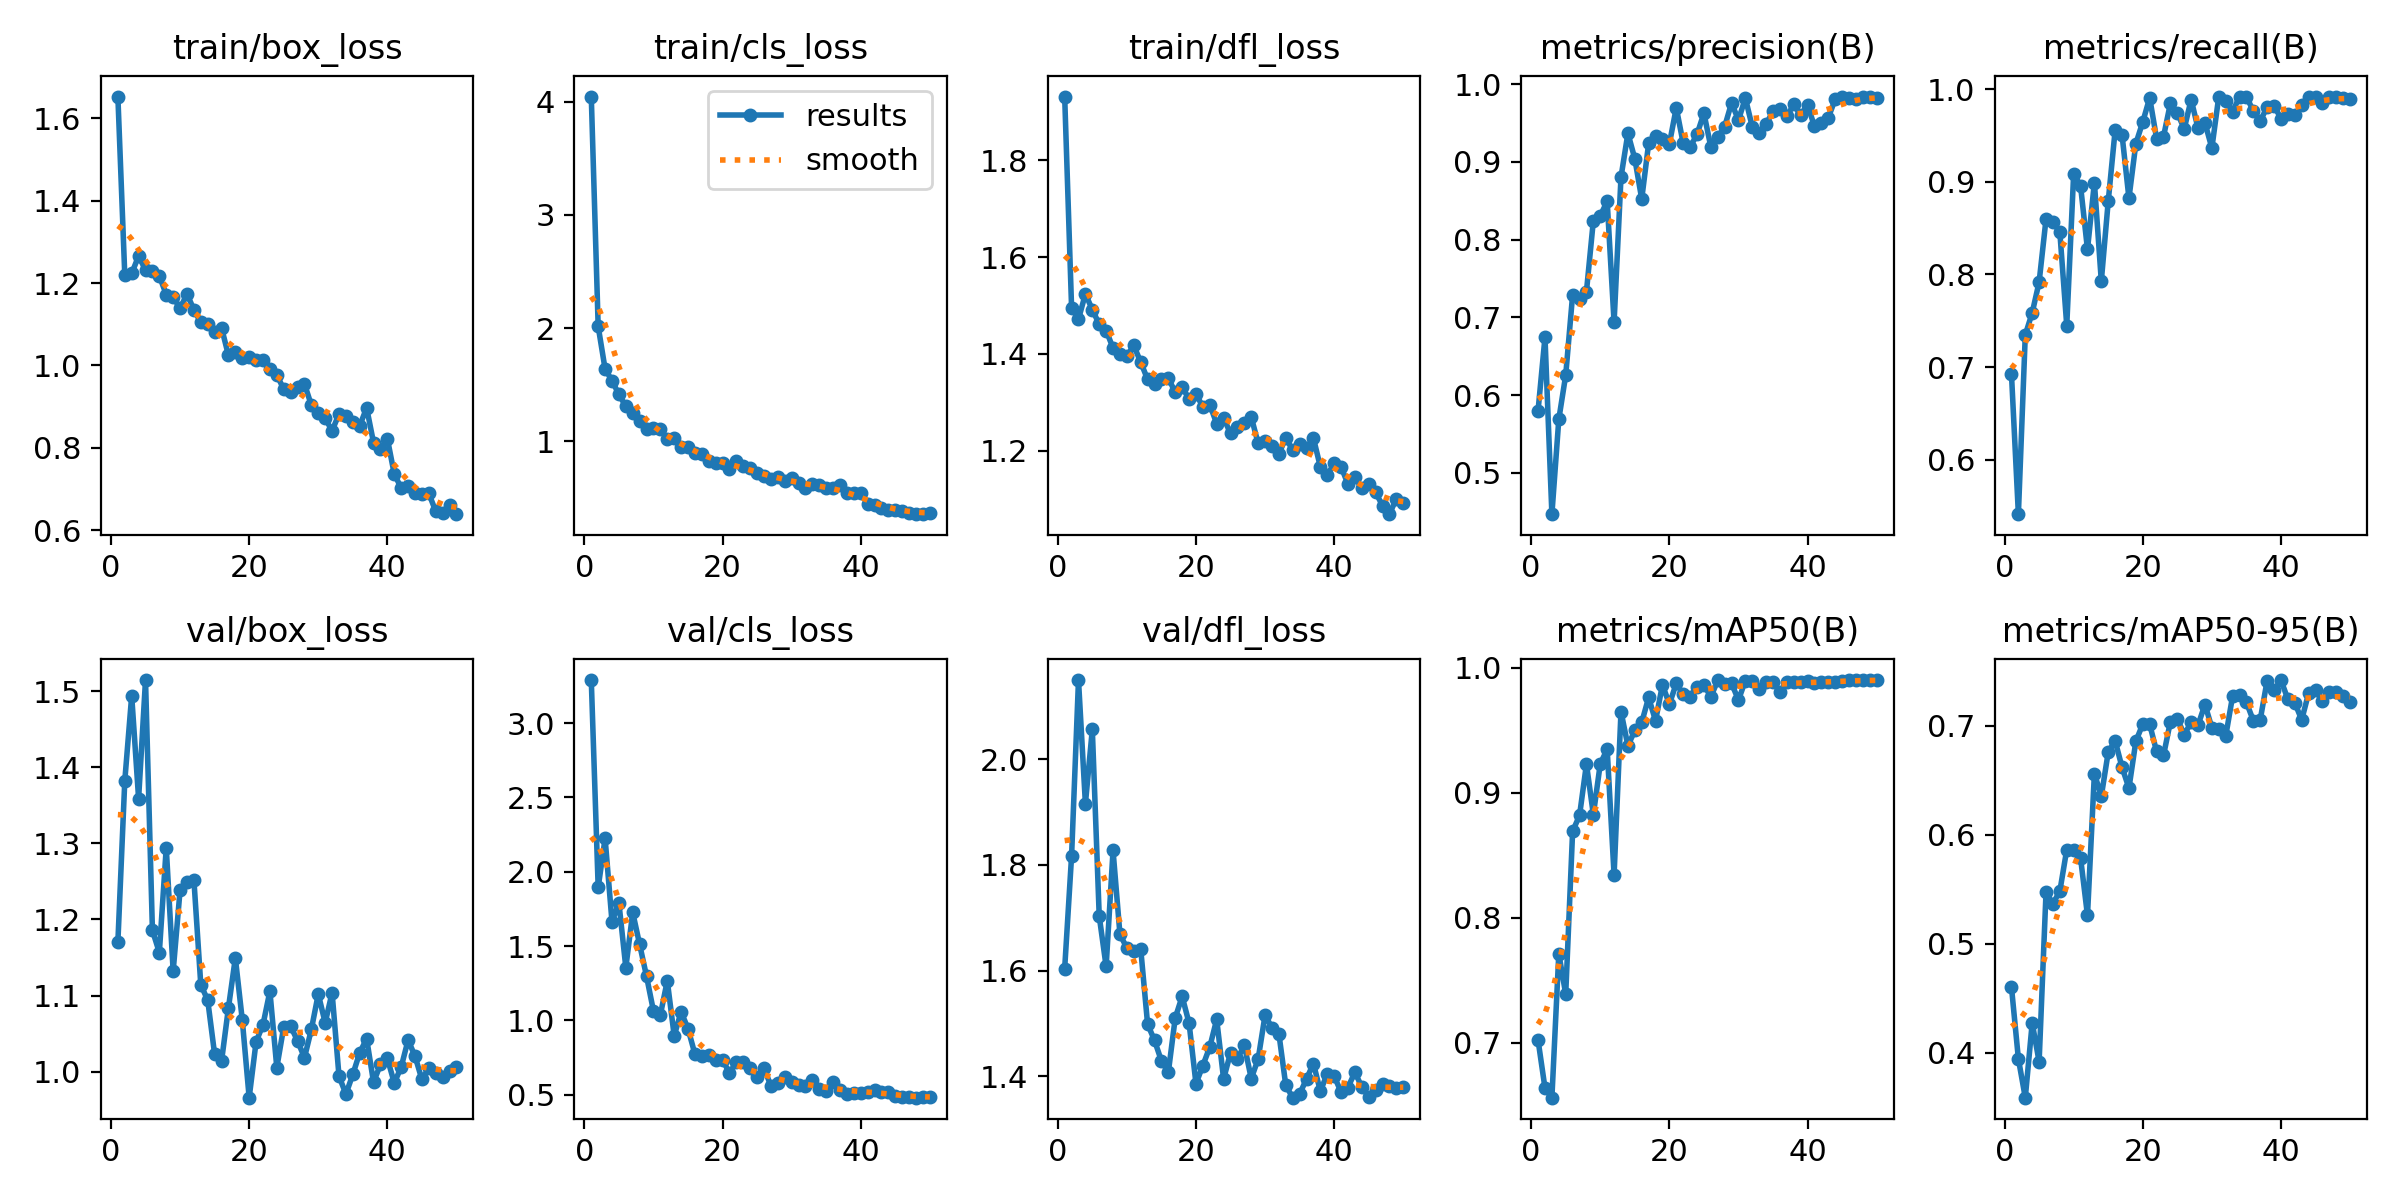 train/box_loss
1.6
1.4
1.2
1.0
0.8
0.6
0 20 40
train/cls_loss
results
smooth
4
3
2
1
0 20 40
train/dfl_loss
1.8
1.6
1.4
1.2
0 20 40
metrics/precision(B)
1.0
0.9
0.8
0.7
0.6
0.5
0 20 40
metrics/recall(B)
1.0
0.9
0.8
0.7
0.6
0 20 40
val/box_loss
1.5
1.4
1.3
1.2
1.1
1.0
0 20 40
val/cls_loss
3.0
2.5
2.0
1.5
1.0
0.5
0 20 40
val/dfl_loss
2.0
1.8
1.6
1.4
0 20 40
metrics/mAP50(B)
1.0
0.9
0.8
0.7
0 20 40
metrics/mAP50-95(B)
0.7
0.6
0.5
0.4
0 20 40